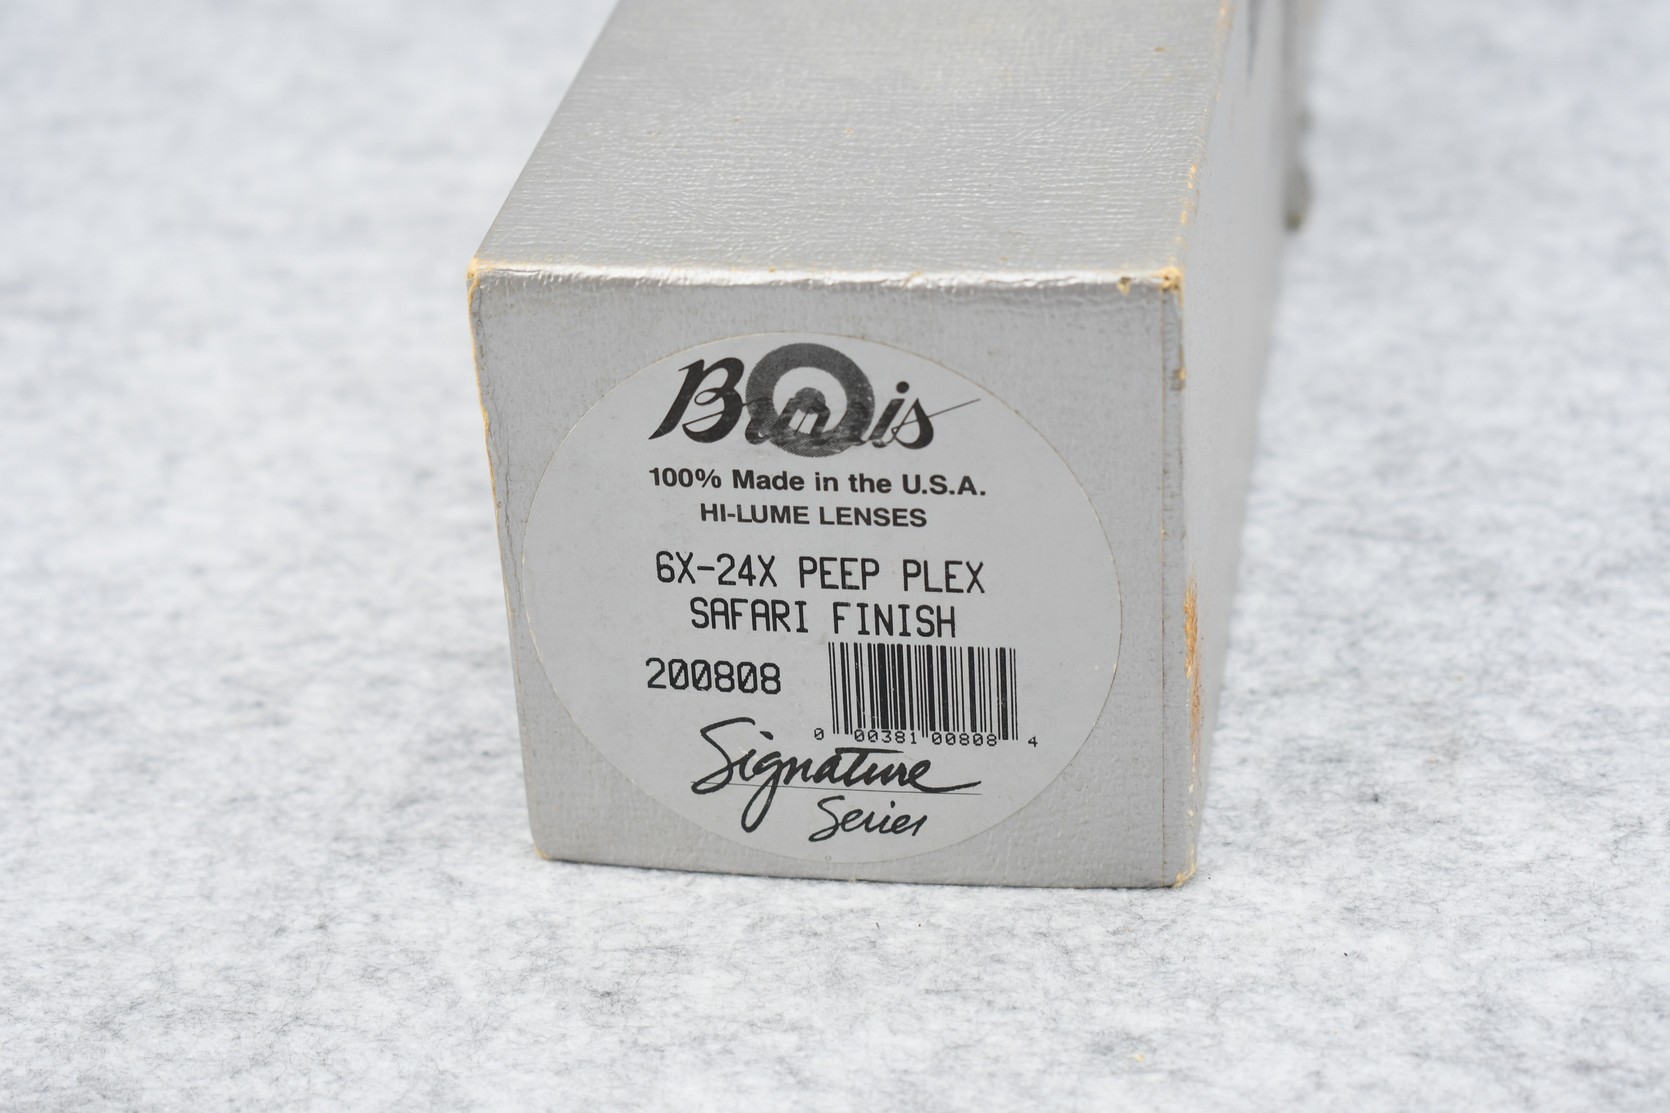 Burris
100% Made in the U.S.A.
HI-LUME LENSES
6X-24X PEEP PLEX
SAFARI FINISH
200808
0 00381 00808 4
Signature
Series